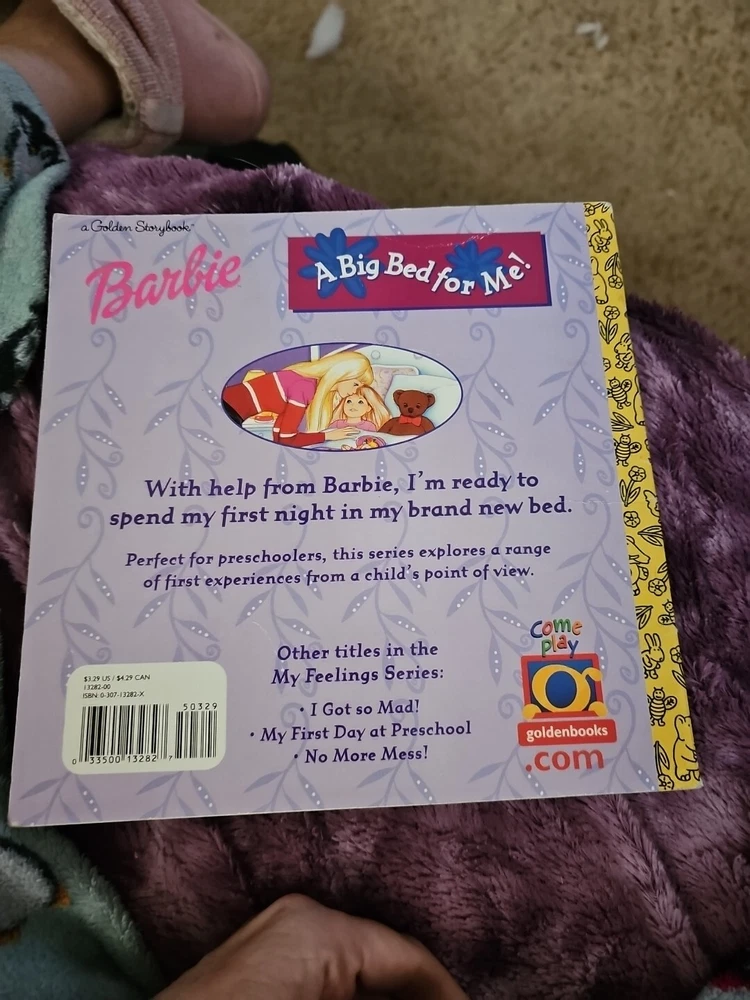 a Golden Storybook™
Barbie
A Big Bed for Me!
With help from Barbie, I'm ready to
spend my first night in my brand new bed.
Perfect for preschoolers, this series explores a range
of first experiences from a child's point of view.
Other titles in the
My Feelings Series:
• I Got so Mad!
• My First Day at Preschool
• No More Mess!
$3.29 US / $4.29 CAN
13282-00
ISBN: 0-307-13282-X
50329
0 33500 13282 7
come
play
goldenbooks
.com